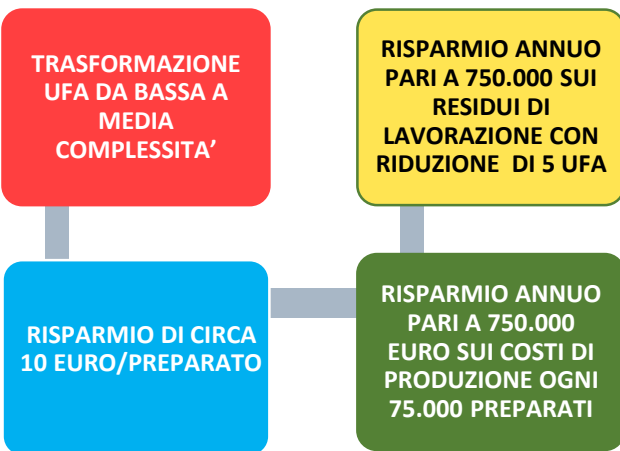 TRASFORMAZIONE
UFA DA BASSA A
MEDIA
COMPLESSITA’
RISPARMIO DI CIRCA
10 EURO/PREPARATO
RISPARMIO ANNUO
PARI A 750.000
EURO SUI COSTI DI
PRODUZIONE OGNI
75.000 PREPARATI
RISPARMIO ANNUO
PARI A 750.000 SUI
RESIDUI DI
LAVORAZIONE CON
RIDUZIONE DI 5 UFA